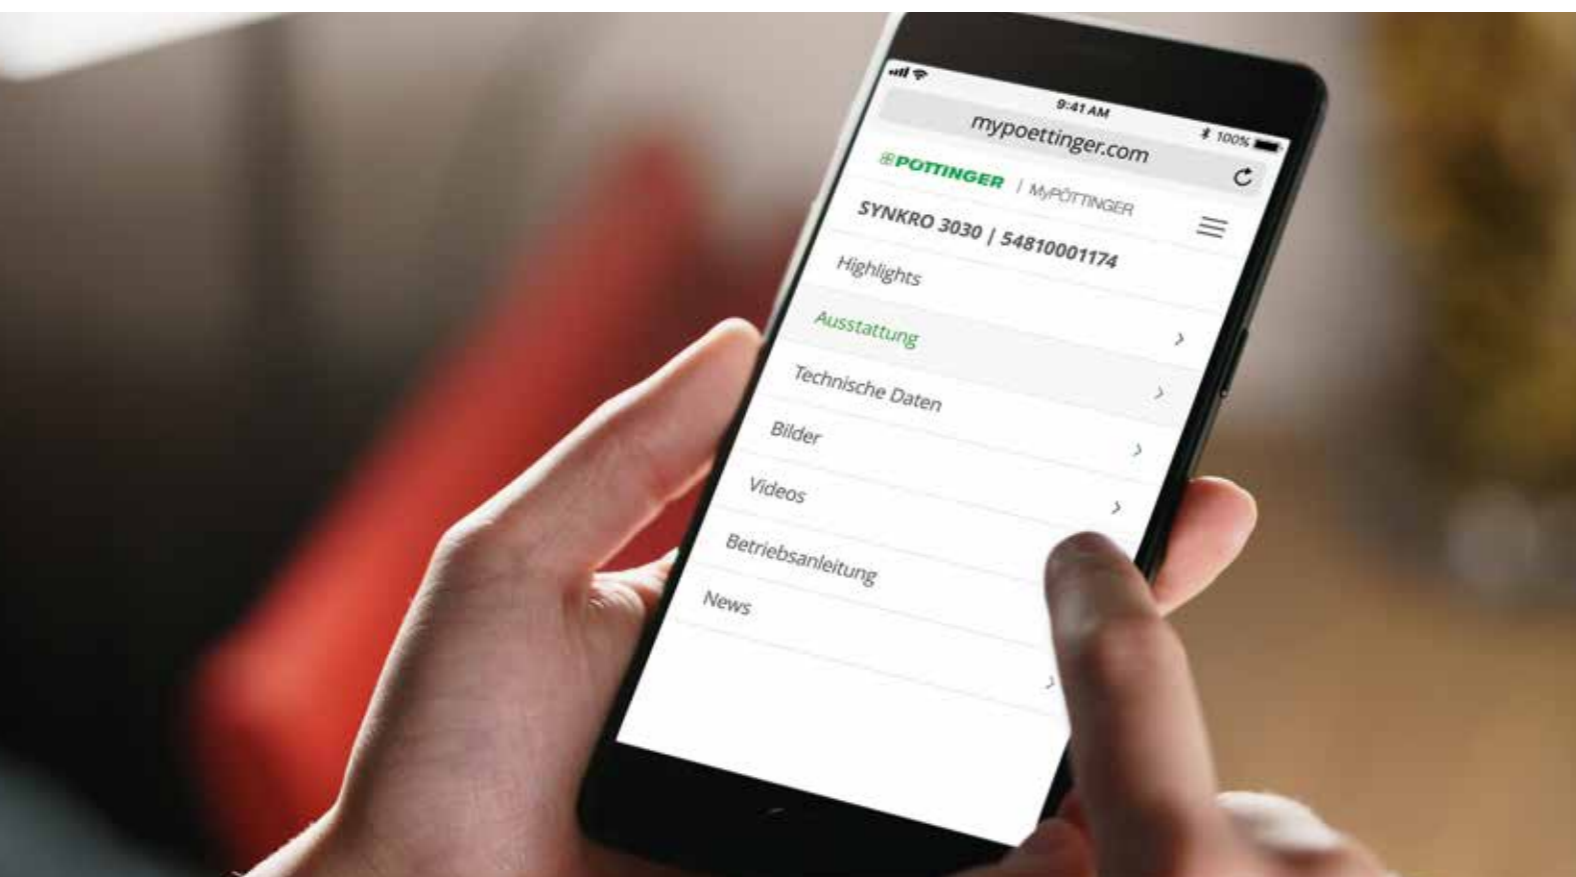 9:41 AM
100%
mypoettinger.com
PÖTTINGER | MyPÖTTINGER
SYNKRO 3030 | 54810001174
Highlights
Ausstattung
Technische Daten
Bilder
Videos
Betriebsanleitung
News